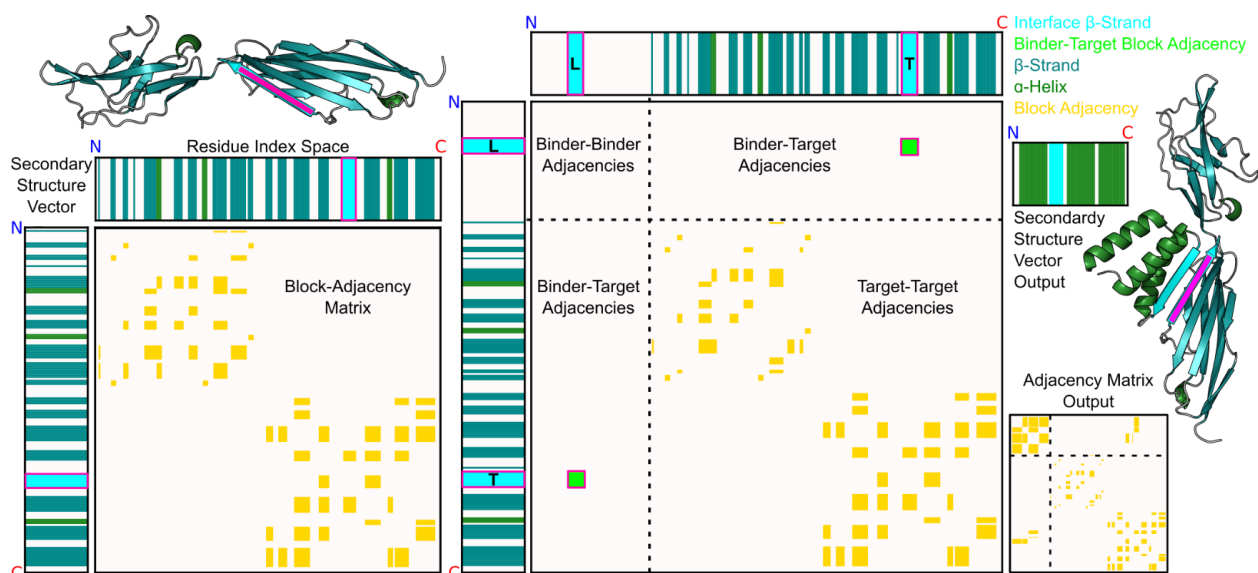 N
C
Interface β-Strand
Binder-Target Block Adjacency
β-Strand
α-Helix
Block Adjacency
L
T
N
L
T
C
Binder-Binder
Adjacencies
Binder-Target
Adjacencies
Binder-Target
Adjacencies
Target-Target
Adjacencies
N
Residue Index Space
C
Secondary
Structure
Vector
N
C
Block-Adjacency
Matrix
N
C
Secondardy
Structure
Vector
Output
Adjacency Matrix
Output